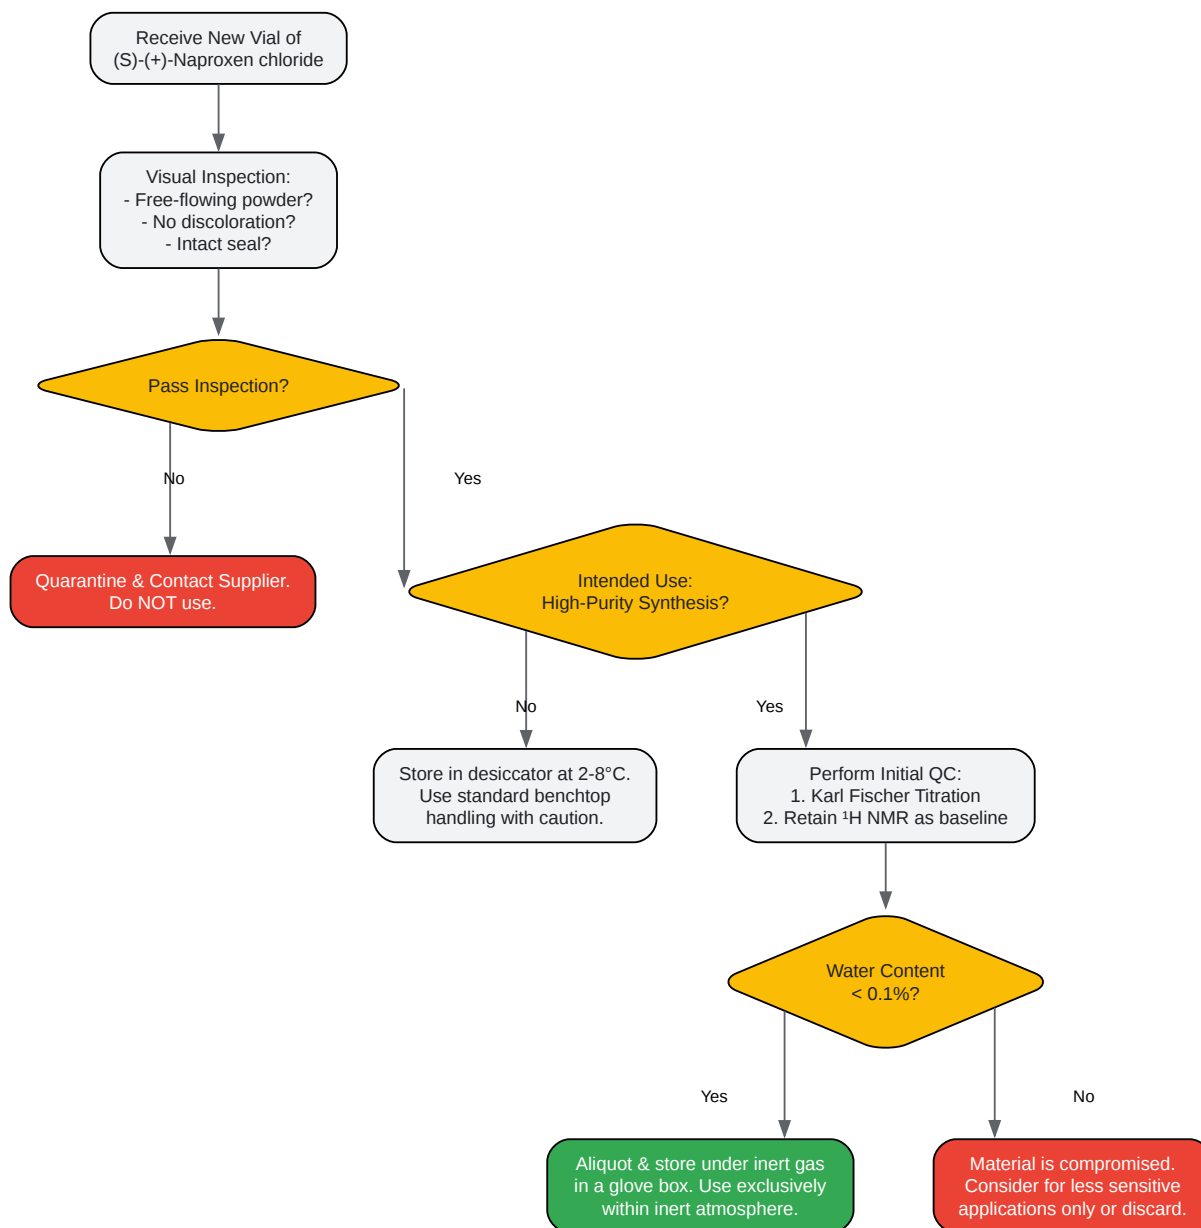 Receive New Vial of
(S)-(+)-Naproxen chloride
Visual Inspection:
- Free-flowing powder?
- No discoloration?
- Intact seal?
Pass Inspection?
No
Yes
Quarantine & Contact Supplier.
Do NOT use.
Intended Use:
High-Purity Synthesis?
No
Yes
Store in desiccator at 2-8°C.
Use standard benchtop
handling with caution.
Perform Initial QC:
1. Karl Fischer Titration
2. Retain ¹H NMR as baseline
Water Content
< 0.1%?
Yes
No
Aliquot & store under inert gas
in a glove box. Use exclusively
within inert atmosphere.
Material is compromised.
Consider for less sensitive
applications only or discard.